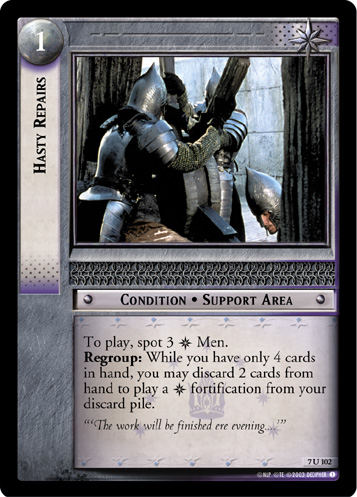 1
HASTY REPAIRS
CONDITION • SUPPORT AREA
To play, spot 3 Men.
Regroup: While you have only 4 cards
in hand, you may discard 2 cards from
hand to play a fortification from your
discard pile.
“‘The work will be finished ere evening....’”
7 U 102